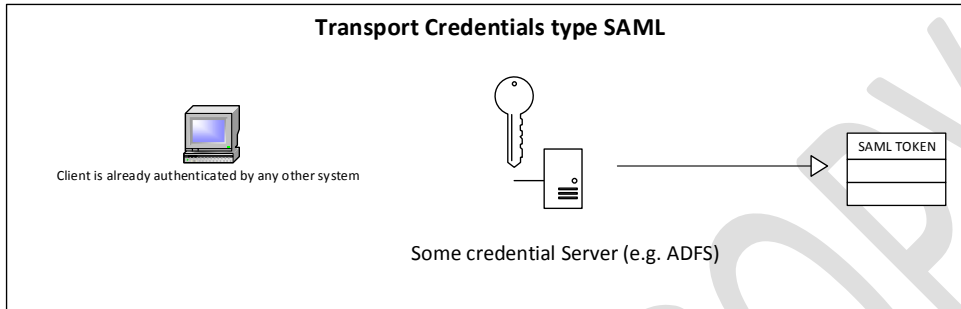 Transport Credentials type SAML
SAML TOKEN
Client is already authenticated by any other system
Some credential Server (e.g. ADFS)